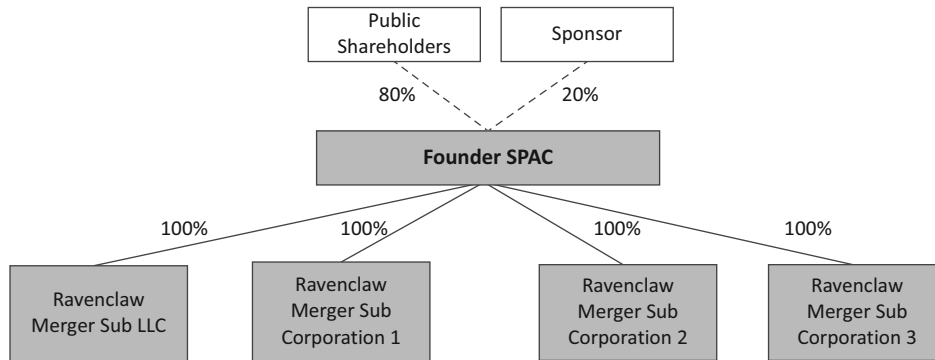 Public
Shareholders
Sponsor
80%
20%
Founder SPAC
100%
100%
100%
100%
Ravenclaw
Merger Sub LLC
Ravenclaw
Merger Sub
Corporation 1
Ravenclaw
Merger Sub
Corporation 2
Ravenclaw
Merger Sub
Corporation 3